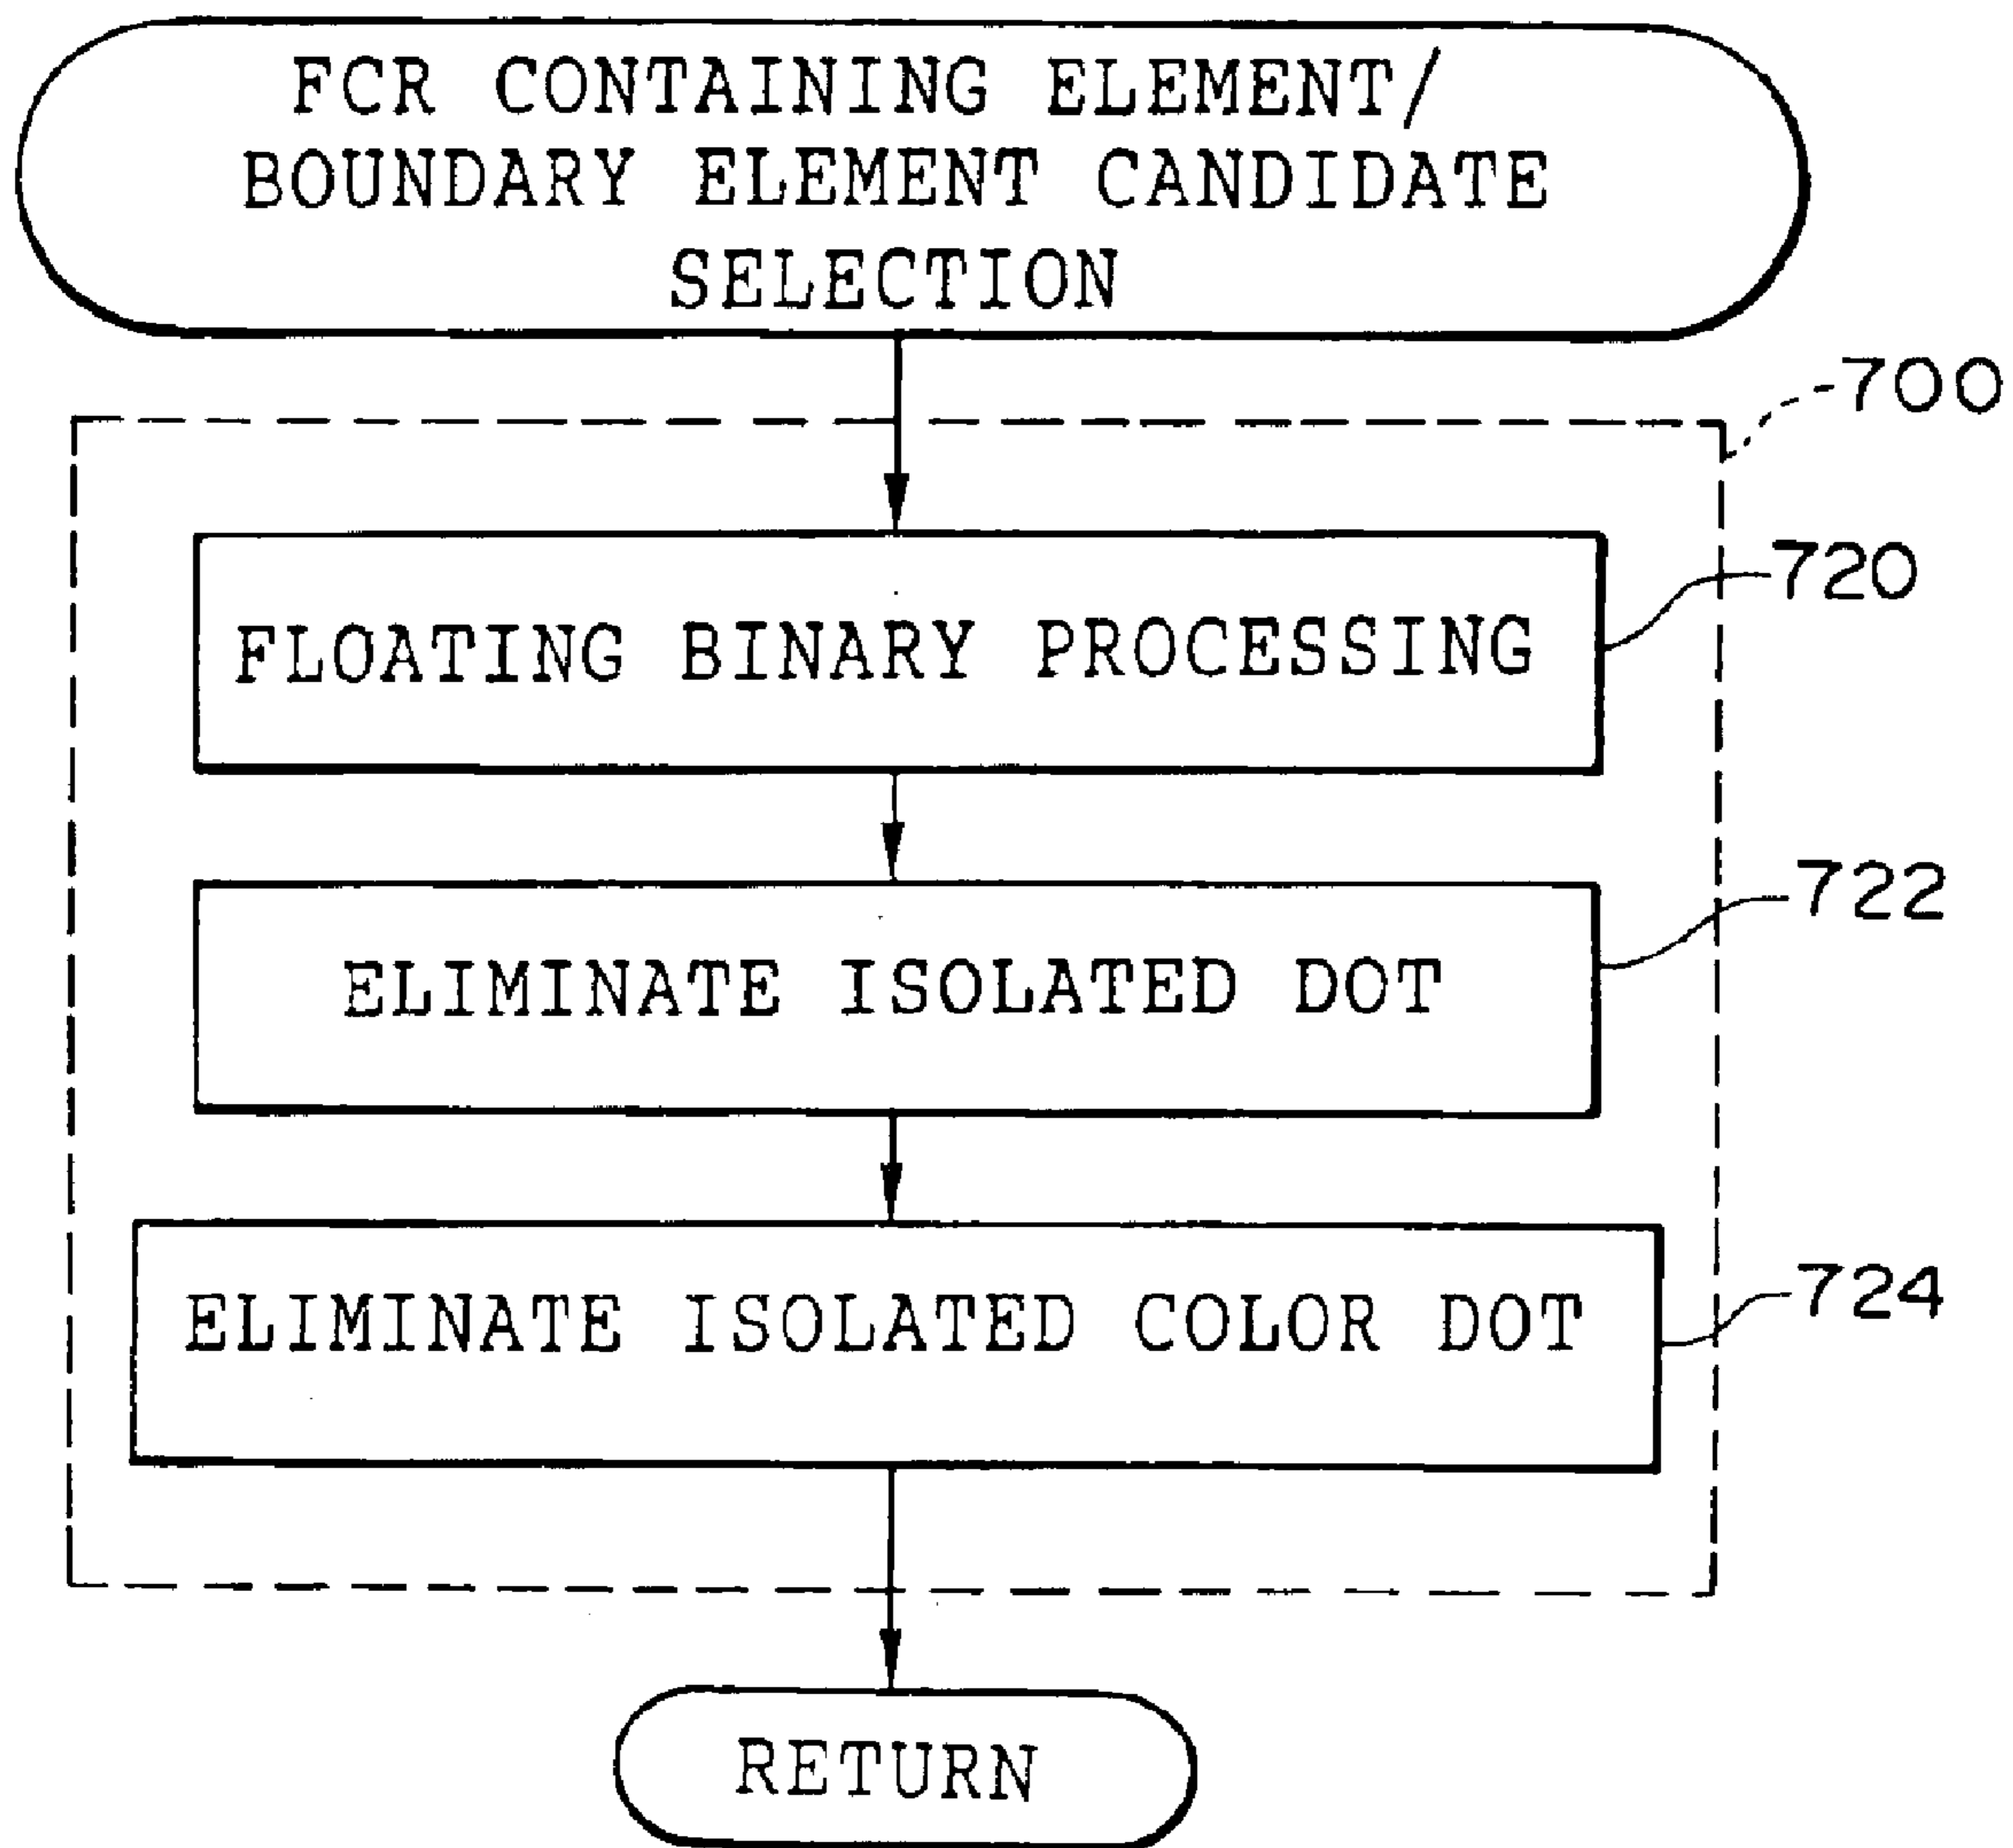 FCR CONTAINING ELEMENT/
BOUNDARY ELEMENT CANDIDATE
SELECTION
700
FLOATING BINARY PROCESSING
720
ELIMINATE ISOLATED DOT
722
ELIMINATE ISOLATED COLOR DOT
724
RETURN